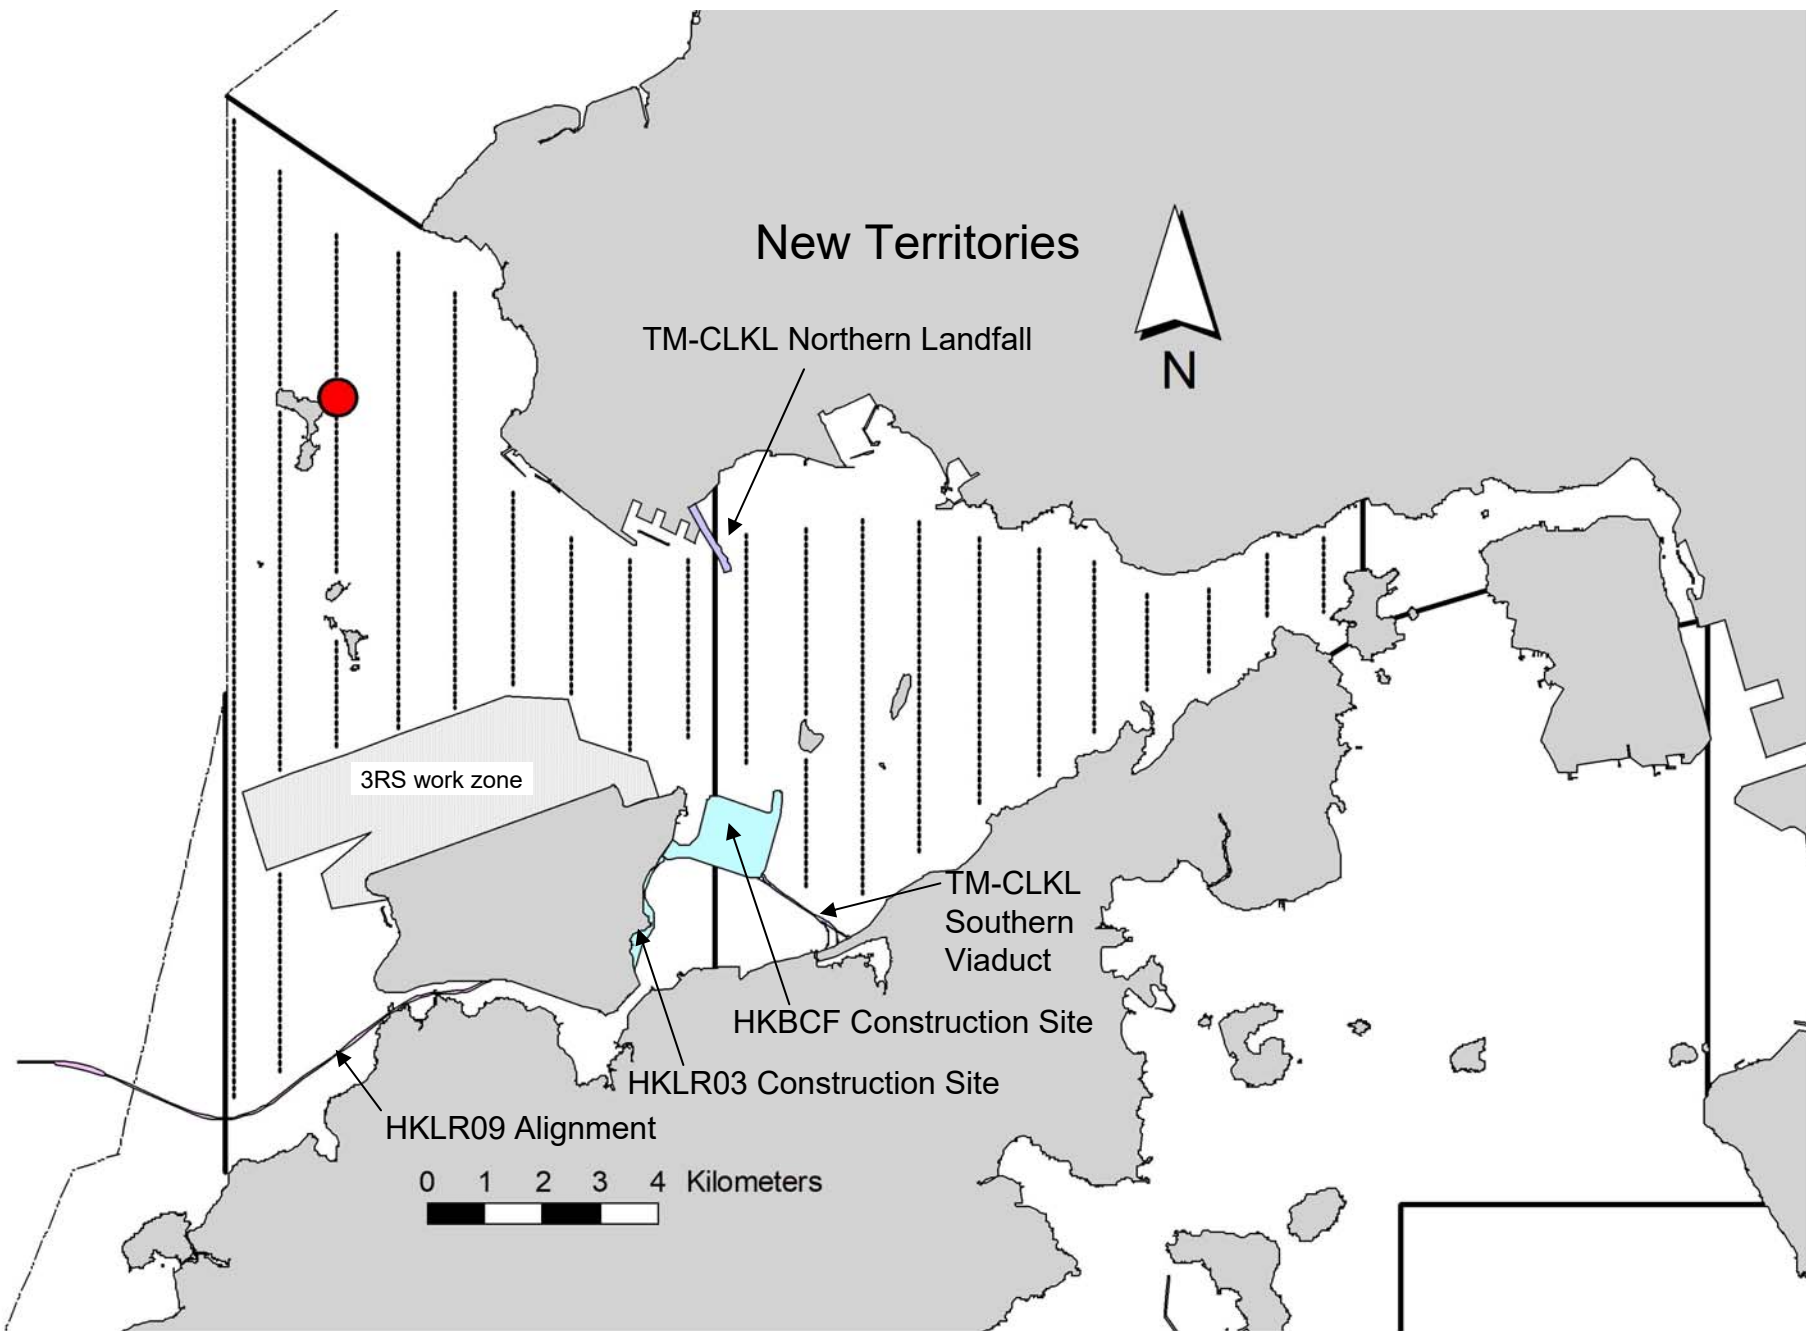 New Territories
TM-CLKL Northern Landfall
N
3RS work zone
TM-CLKL
Southern
Viaduct
HKBCF Construction Site
HKLR03 Construction Site
HKLR09 Alignment
0 1 2 3 4 Kilometers